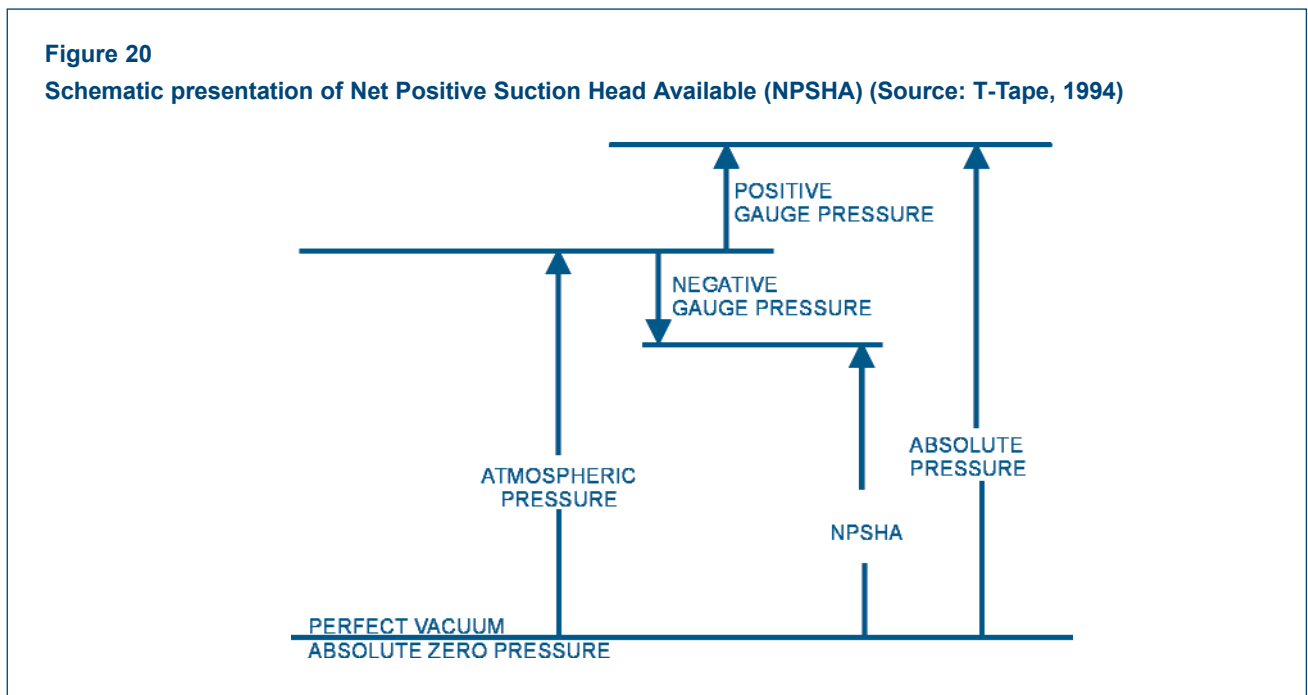 Figure 20
Schematic presentation of Net Positive Suction Head Available (NPSHA) (Source: T-Tape, 1994)
POSITIVE
GAUGE PRESSURE
NEGATIVE
GAUGE PRESSURE
ATMOSPHERIC
PRESSURE
ABSOLUTE
PRESSURE
NPSHA
PERFECT VACUUM
ABSOLUTE ZERO PRESSURE